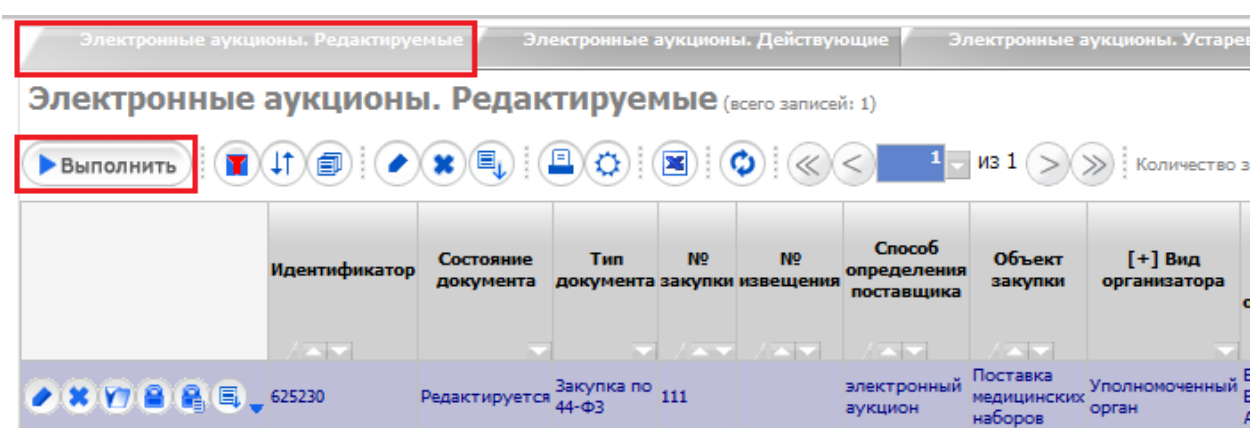 Электронные аукционы. Редактируемые Электронные аукционы. Действующие Электронные аукционы.
Электронные аукционы. Редактируемые (всего записей: 1)
Выполнить 1 из 1 Количество
Идентификатор Состояние документа Тип документа № закупки № извещения Способ определения поставщика Объект закупки [+] Вид организатора
625230 Редактируется Закупка по 44-ФЗ 111 электронный аукцион Поставка медицинских наборов Уполномоченный орган